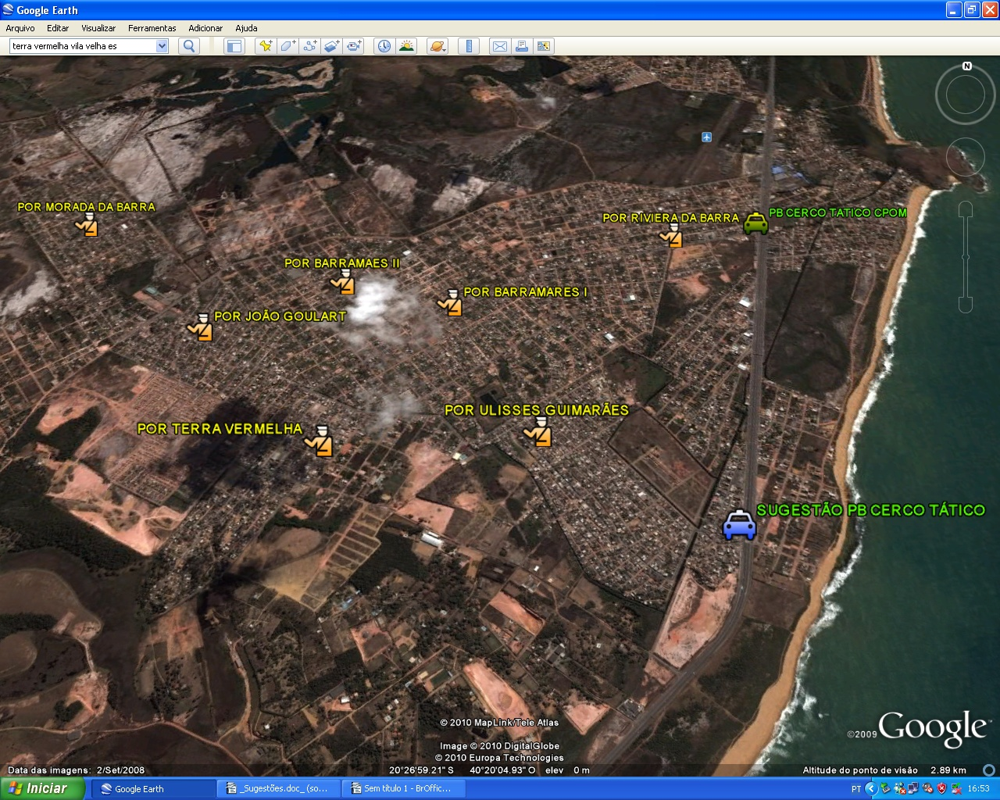 Google Earth
Arquivo Editar Visualizar Ferramentas Adicionar Ajuda
terra vermelha vila velha es
N
POR MORADA DA BARRA
POR RIVIERA DA BARRA
PB CERCO TATICO CPOM
POR BARRAMAES II
POR BARRAMARES I
POR JOÃO GOULART
POR ULISSES GUIMARÃES
POR TERRA VERMELHA
SUGESTÃO PB CERCO TÁTICO
© 2010 MapLink/Tele Atlas
Image © 2010 DigitalGlobe
© 2010 Europa Technologies
©2009 Google™
Data das imagens: 2/Set/2008
20°26'59.21" S 40°20'04.93" O elev 0 m
Altitude do ponto de visão 2.89 km
Iniciar
Google Earth
_Sugestões.doc_ (so...
Sem título 1 - BrOffic...
PT
16:53